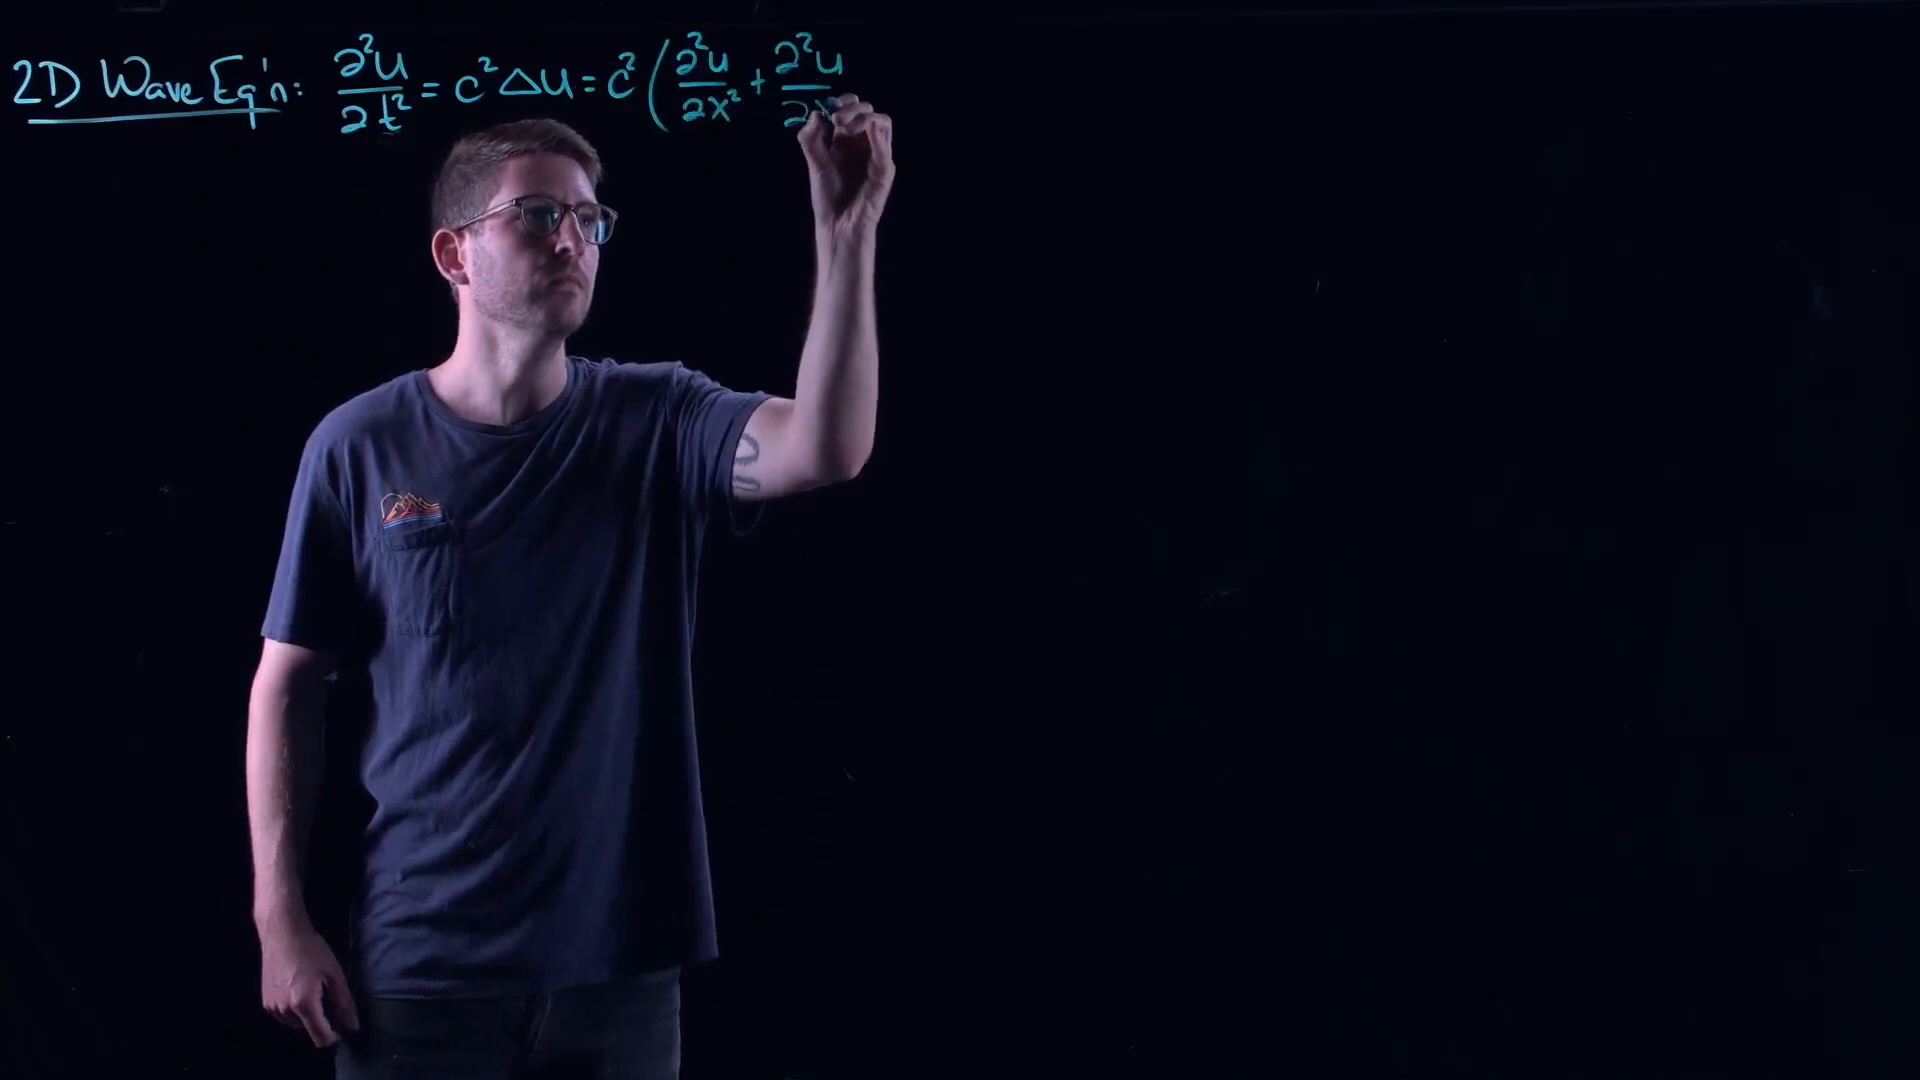 2D Wave Eq'n: ∂²u/∂t² = c²Δu = c²(∂²u/∂x² + ∂²u/∂